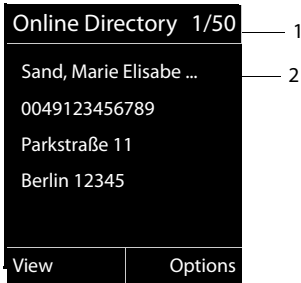 Online Directory 1/50
1
Sand, Marie Elisabe ...
2
0049123456789
Parkstraße 11
Berlin 12345
View Options